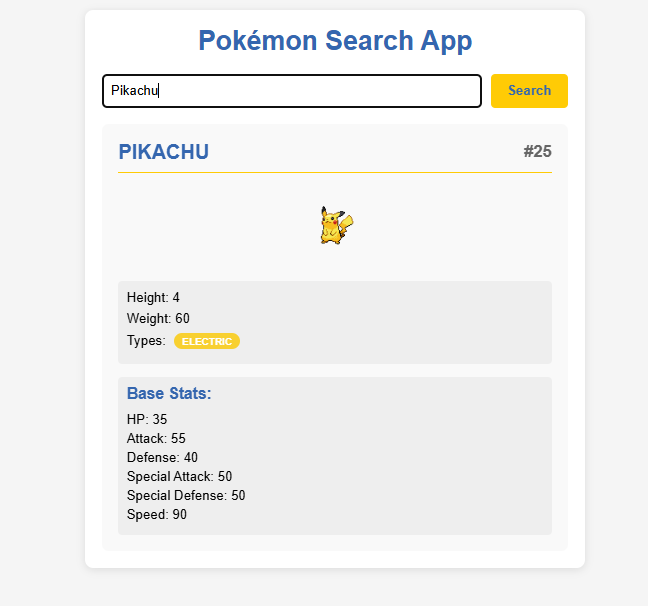 Pokémon Search App
Pikachu
Search
PIKACHU
#25
Height: 4
Weight: 60
Types: ELECTRIC
Base Stats:
HP: 35
Attack: 55
Defense: 40
Special Attack: 50
Special Defense: 50
Speed: 90